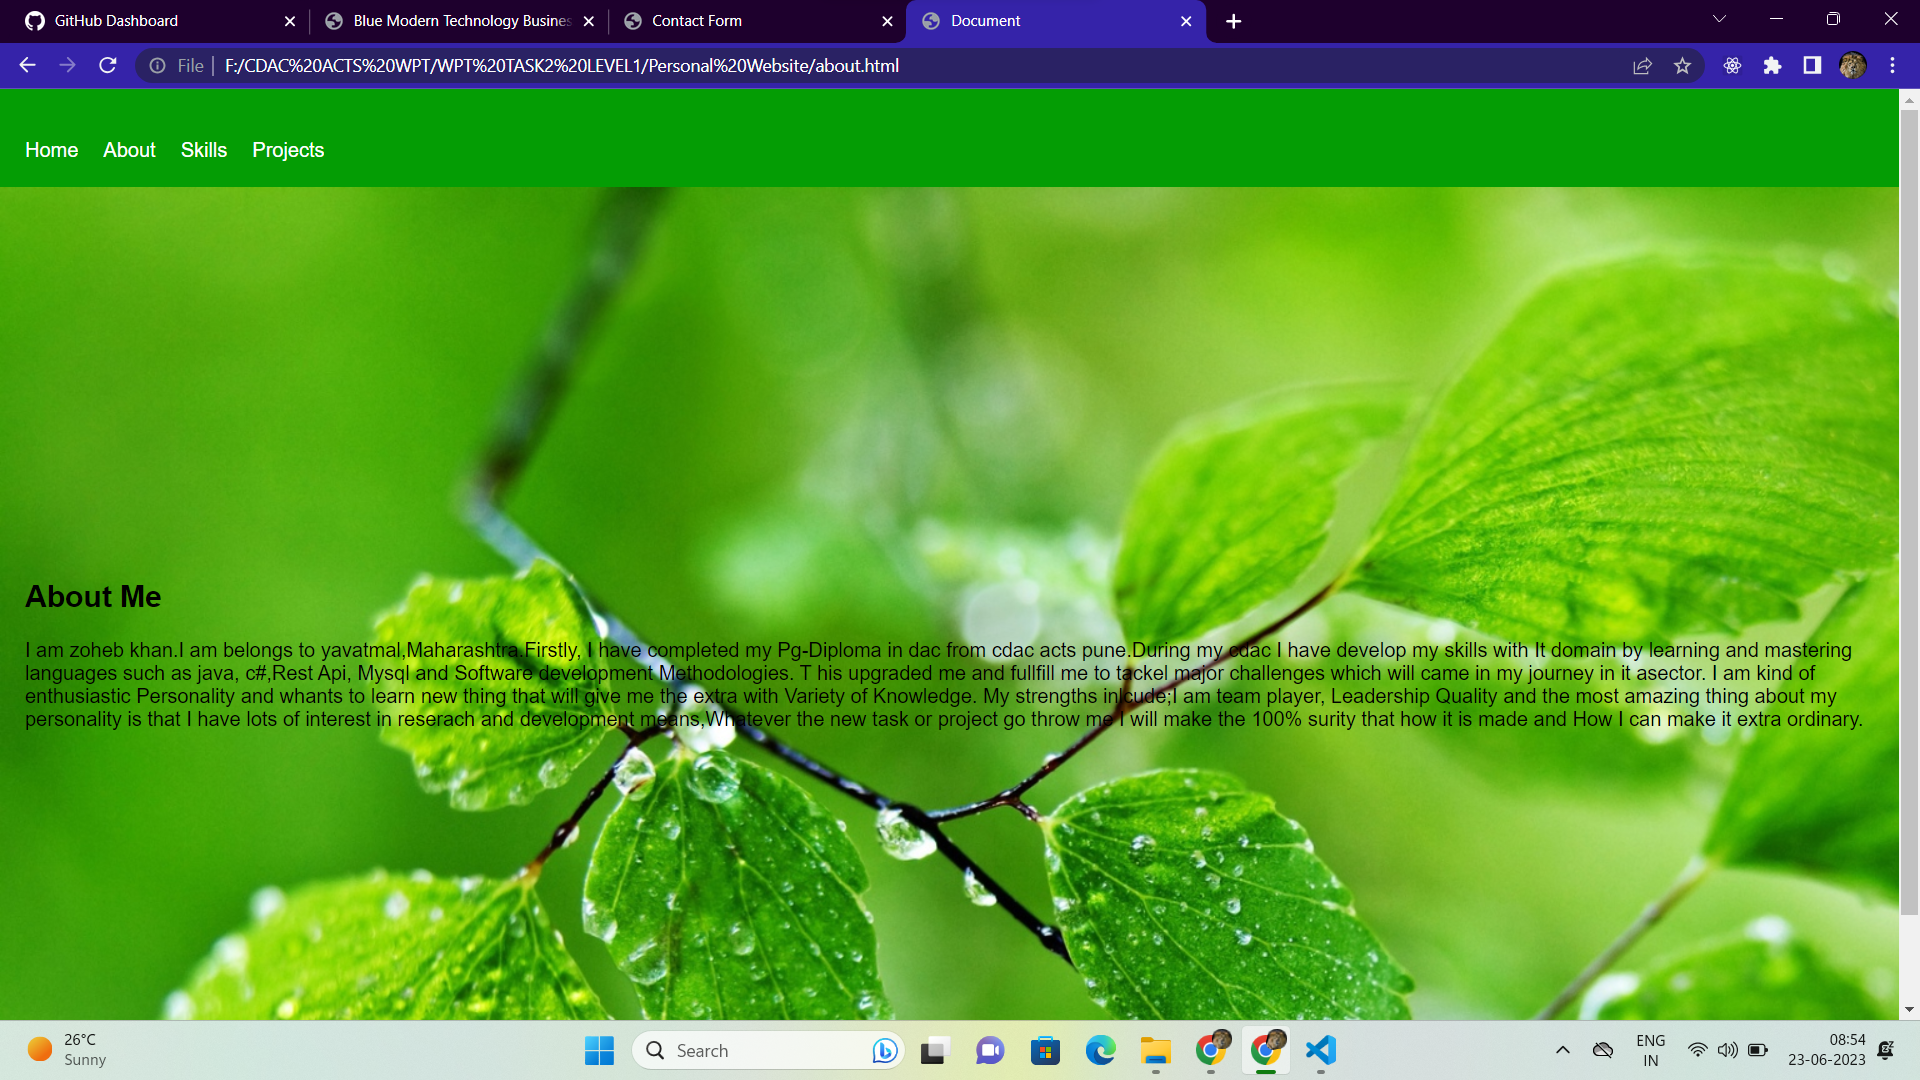 GitHub Dashboard
Blue Modern Technology Busines
Contact Form
Document
File
F:/CDAC%20ACTS%20WPT/WPT%20TASK2%20LEVEL1/Personal%20Website/about.html
Home About Skills Projects
About Me
I am zoheb khan.I am belongs to yavatmal,Maharashtra.Firstly, I have completed my Pg-Diploma in dac from cdac acts pune.During my cdac I have develop my skills with It domain by learning and mastering
languages such as java, c#,Rest Api, Mysql and Software development Methodologies. T his upgraded me and fullfill me to tackel major challenges which will came in my journey in it asector. I am kind of
enthusiastic Personality and whants to learn new thing that will give me the extra with Variety of Knowledge. My strengths inlcude;I am team player, Leadership Quality and the most amazing thing about my
personality is that I have lots of interest in reserach and development means,Whatever the new task or project go throw me I will make the 100% surity that how it is made and How I can make it extra ordinary.
26°C
Sunny
Search
ENG
IN
08:54
23-06-2023